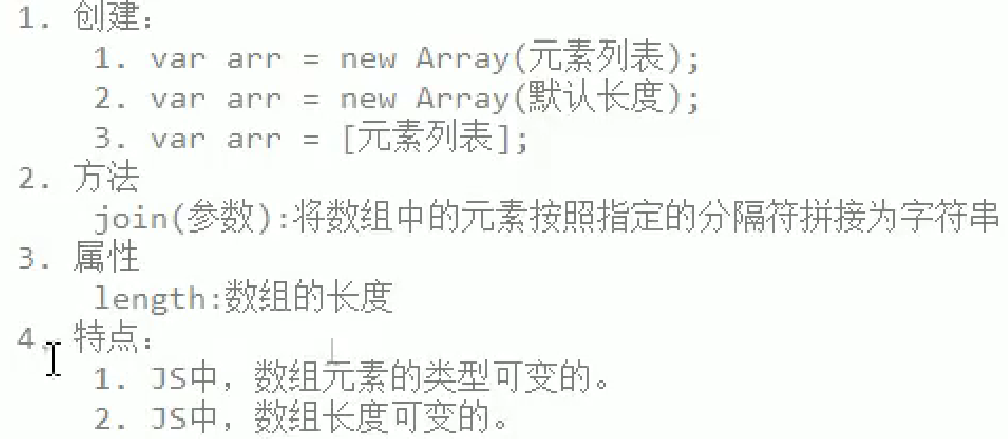 1. 创建：
1. var arr = new Array(元素列表);
2. var arr = new Array(默认长度);
3. var arr = [元素列表];
2. 方法
join(参数):将数组中的元素按照指定的分隔符拼接为字符串
3. 属性
length:数组的长度
4. 特点：
1. JS中，数组元素的类型可变的。
2. JS中，数组长度可变的。